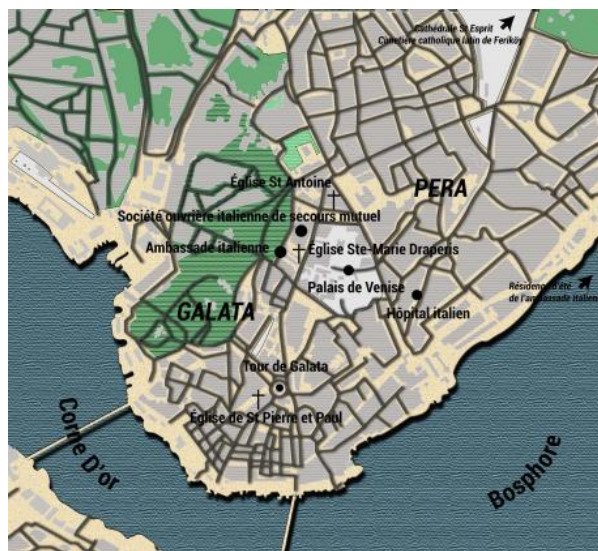 Cathédrale St Esprit
Cimetière catholique latin de Feriköy
PERA
Église St Antoine
Société ouvrière italienne de secours mutuel
Ambassade italienne
Église Ste-Marie Draperis
Palais de Venise
Résidence d'été
de l'ambassade italien
Hôpital italien
GALATA
Tour de Galata
Église de St Pierre et Paul
Corne D'or
Bosphore